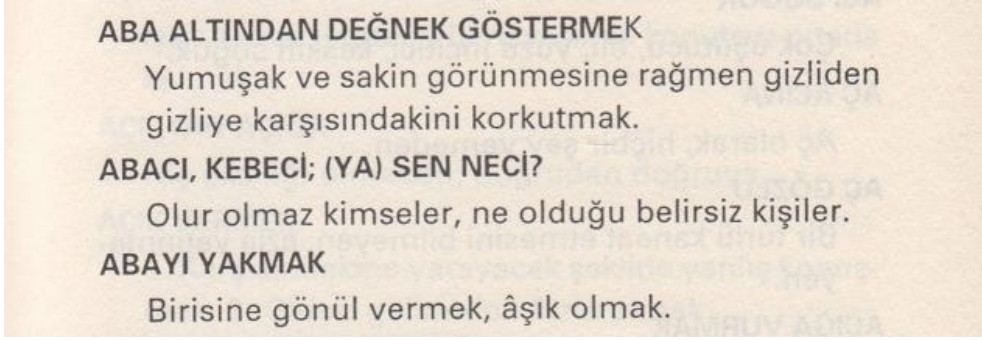 ABA ALTINDAN DEĞNEK GÖSTERMEK
Yumuşak ve sakin görünmesine rağmen gizliden
gizliye karşısındakini korkutmak.
ABACI, KEBECİ; (YA) SEN NECİ?
Olur olmaz kimseler, ne olduğu belirsiz kişiler.
ABAYI YAKMAK
Birisine gönül vermek, âşık olmak.